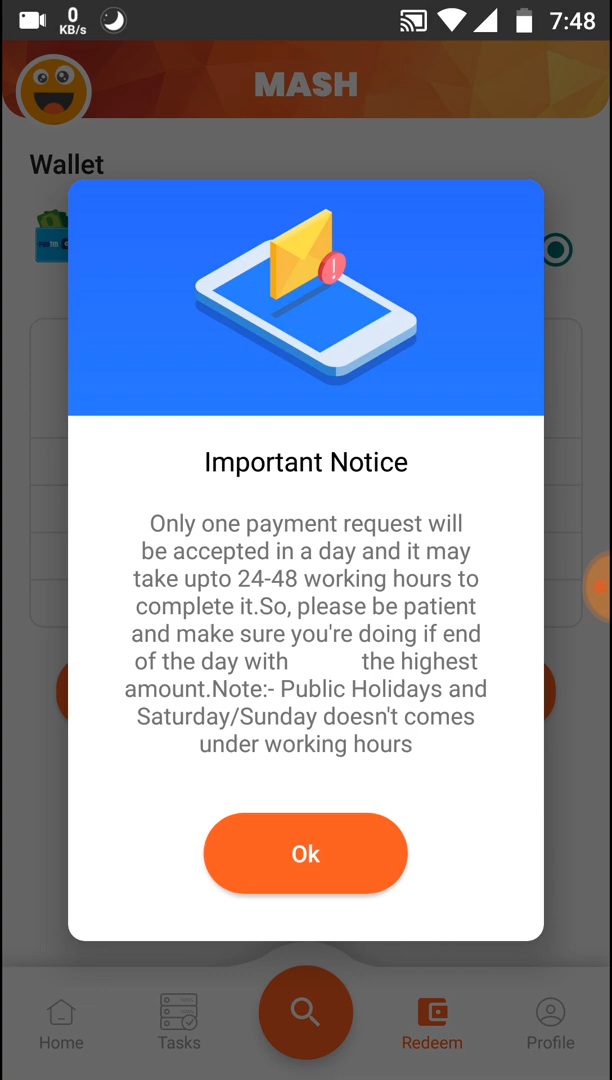 0
KB/s
7:48
MASH
Wallet
Important Notice
Only one payment request will
be accepted in a day and it may
take upto 24-48 working hours to
complete it.So, please be patient
and make sure you're doing if end
of the day with the highest
amount.Note:- Public Holidays and
Saturday/Sunday doesn't comes
under working hours
Ok
Home
Tasks
Redeem
Profile